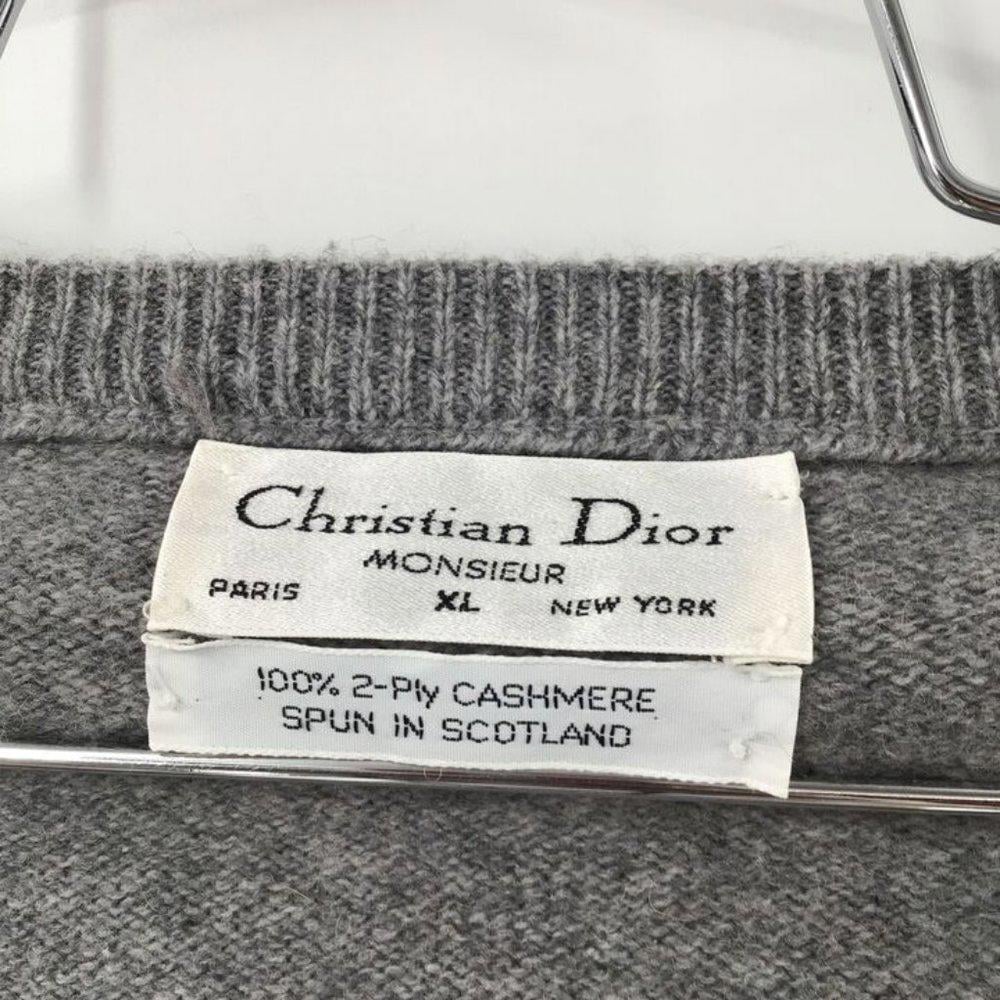 Christian Dior
MONSIEUR
PARIS XL NEW YORK
100% 2-Ply CASHMERE
SPUN IN SCOTLAND